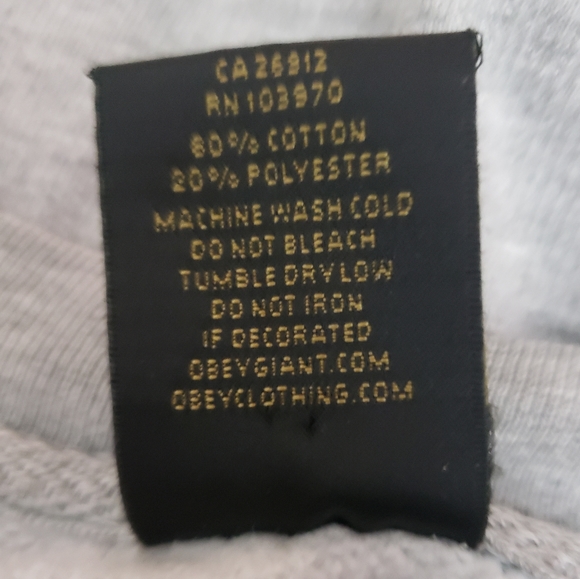 CA 26912
RN 103970
80% COTTON
20% POLYESTER
MACHINE WASH COLD
DO NOT BLEACH
TUMBLE DRY LOW
DO NOT IRON
IF DECORATED
OBEYGIANT.COM
OBEYCLOTHING.COM